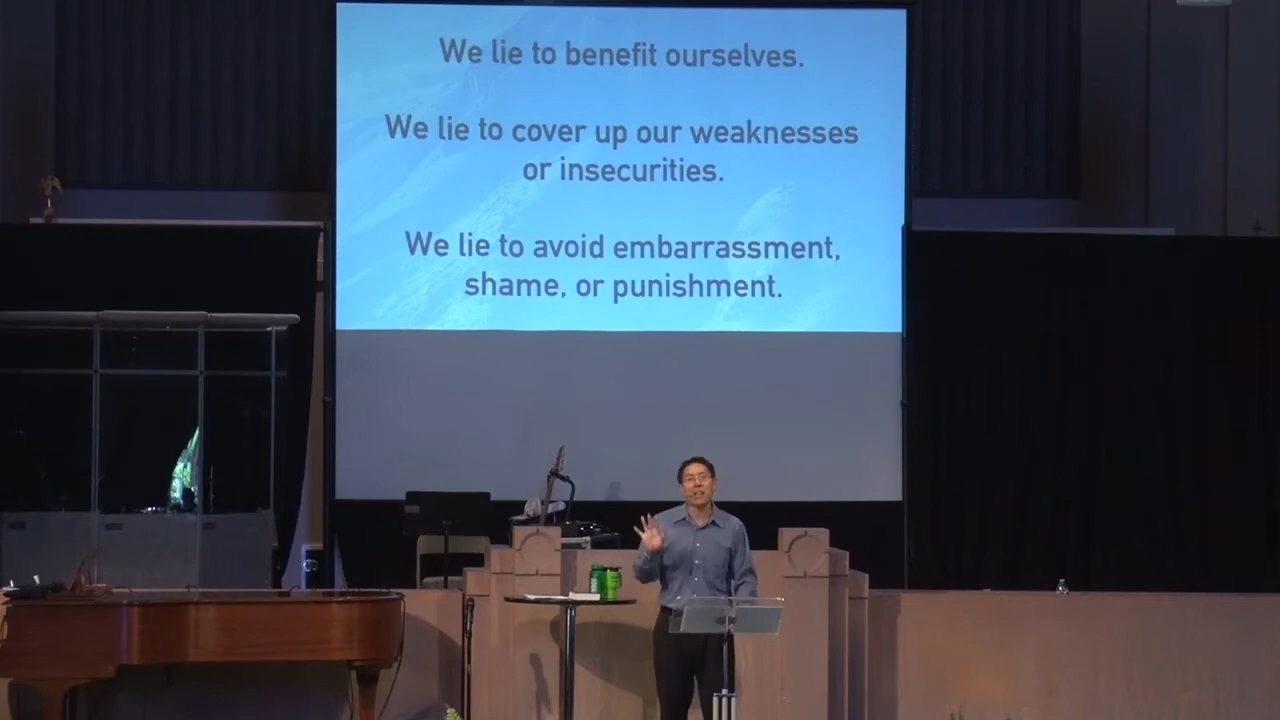 We lie to benefit ourselves.
We lie to cover up our weaknesses
or insecurities.
We lie to avoid embarrassment,
shame, or punishment.